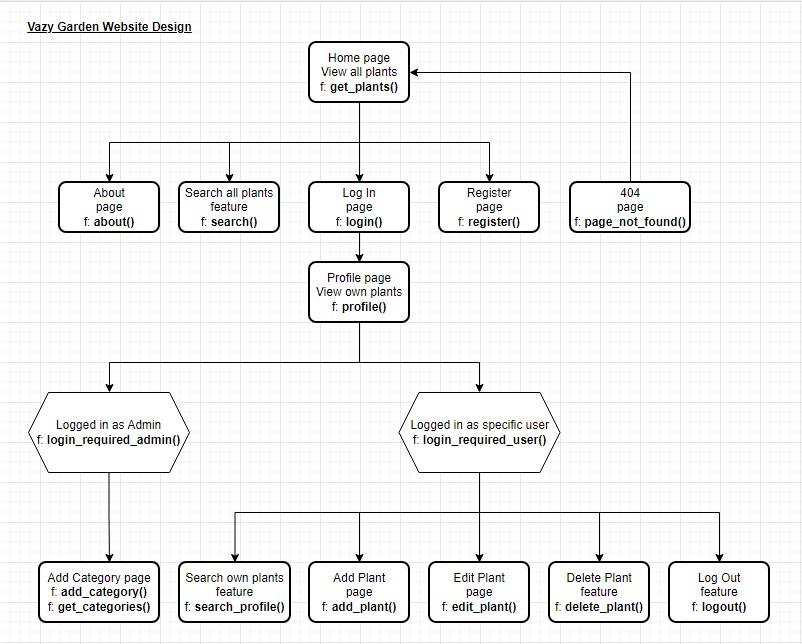 Vazy Garden Website Design
Home page
View all plants
f: get_plants()
About
page
f: about()
Search all plants
feature
f: search()
Log In
page
f: login()
Register
page
f: register()
404
page
f: page_not_found()
Profile page
View own plants
f: profile()
Logged in as Admin
f: login_required_admin()
Logged in as specific user
f: login_required_user()
Add Category page
f: add_category()
f: get_categories()
Search own plants
feature
f: search_profile()
Add Plant
page
f: add_plant()
Edit Plant
page
f: edit_plant()
Delete Plant
feature
f: delete_plant()
Log Out
feature
f: logout()